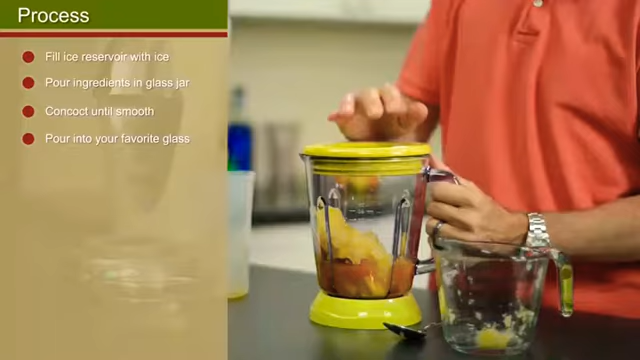 Process
Fill ice reservoir with ice
Pour ingredients in glass jar
Concoct until smooth
Pour into your favorite glass